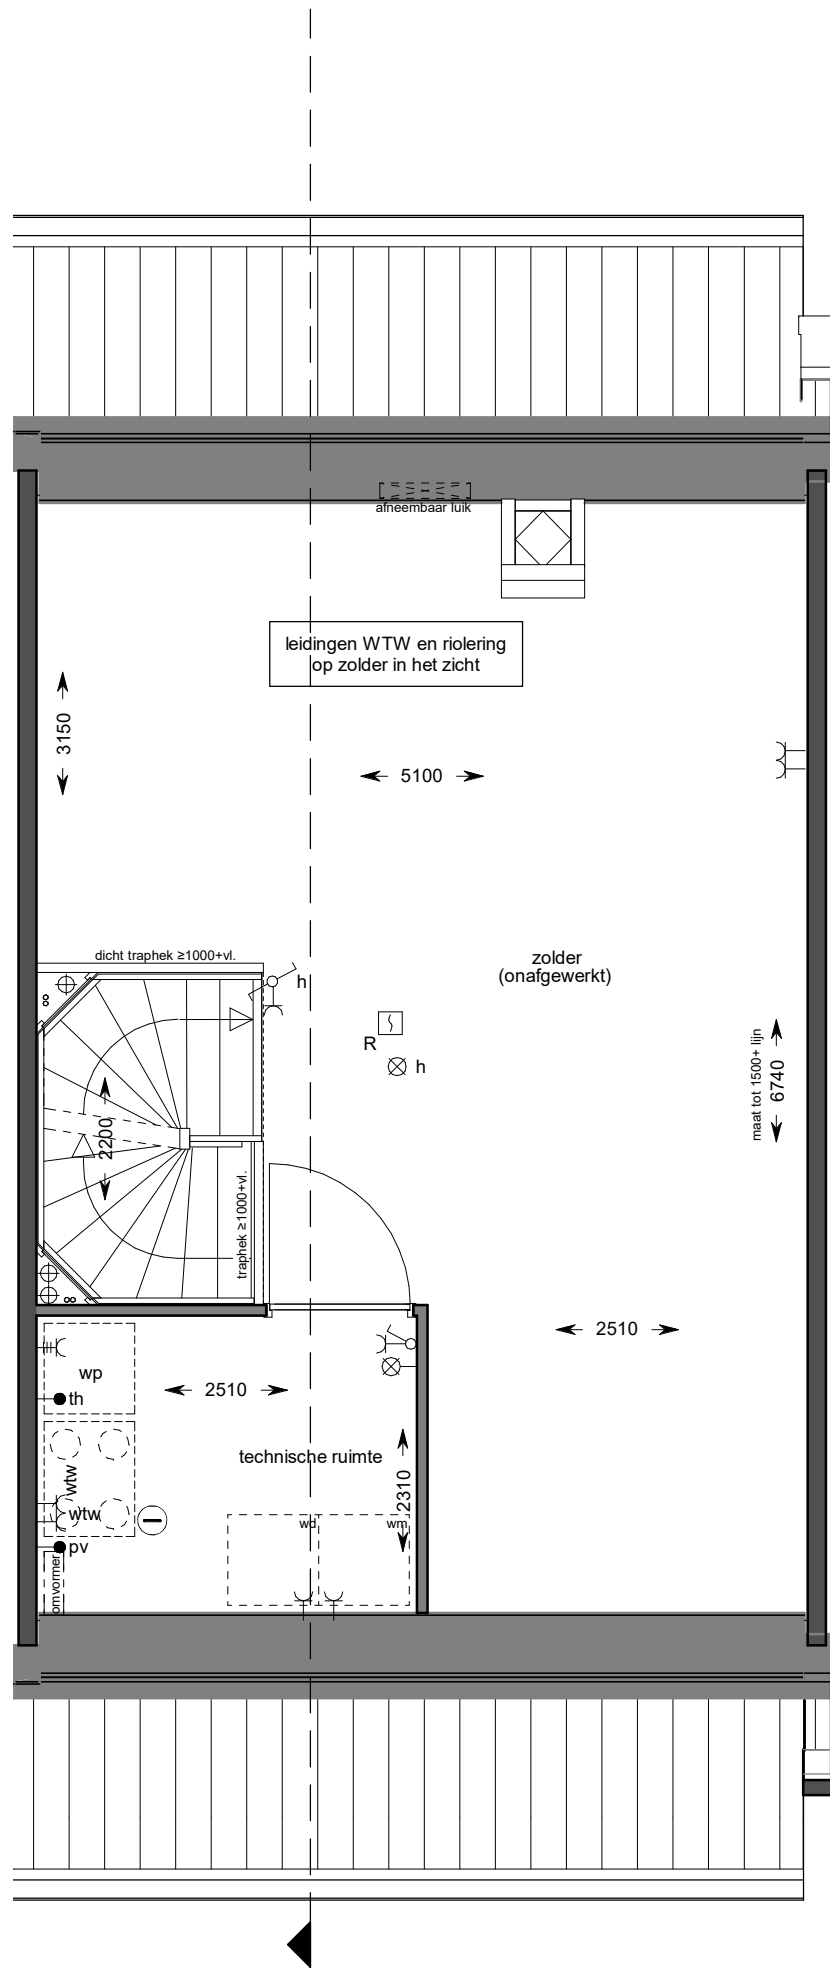 afneembaar luik
leidingen WTW en riolering
op zolder in het zicht
3150
5100
dicht traphek ≥1000+vl.
h
zolder
(onafgewerkt)
R
h
maat tot 1500+ lijn
6740
2200
traphek ≥1000+vl.
2510
wp
2510
th
technische ruimte
2310
wtw
wtw
wd
wm
pv
omvormer